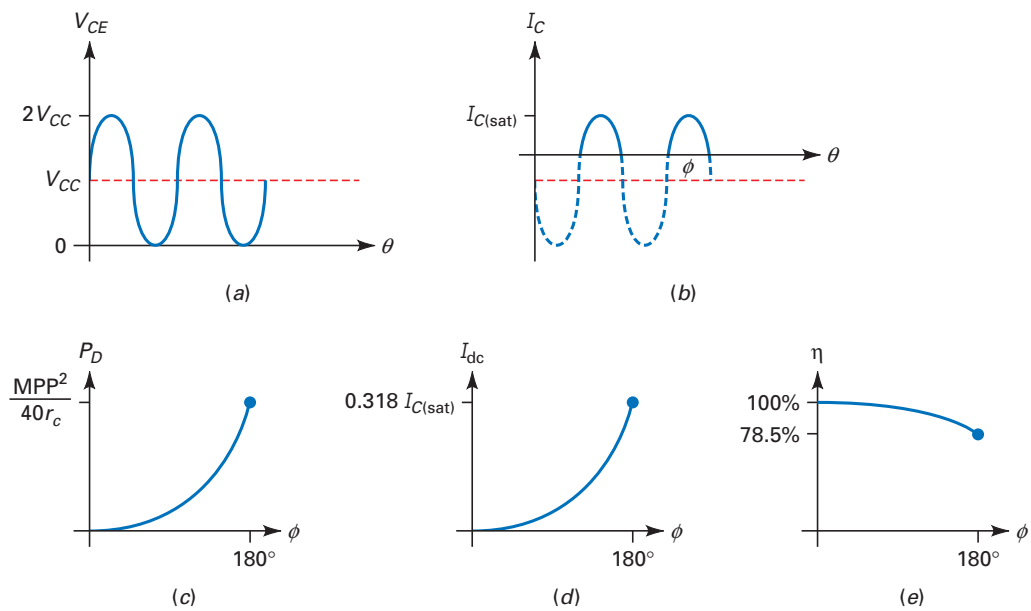 V_CE
2V_CC
V_CC
0
θ
(a)
I_C
I_C(sat)
ϕ
θ
(b)
P_D
MPP²
40r_c
180°
ϕ
(c)
I_dc
0.318 I_C(sat)
180°
ϕ
(d)
η
100%
78.5%
180°
ϕ
(e)